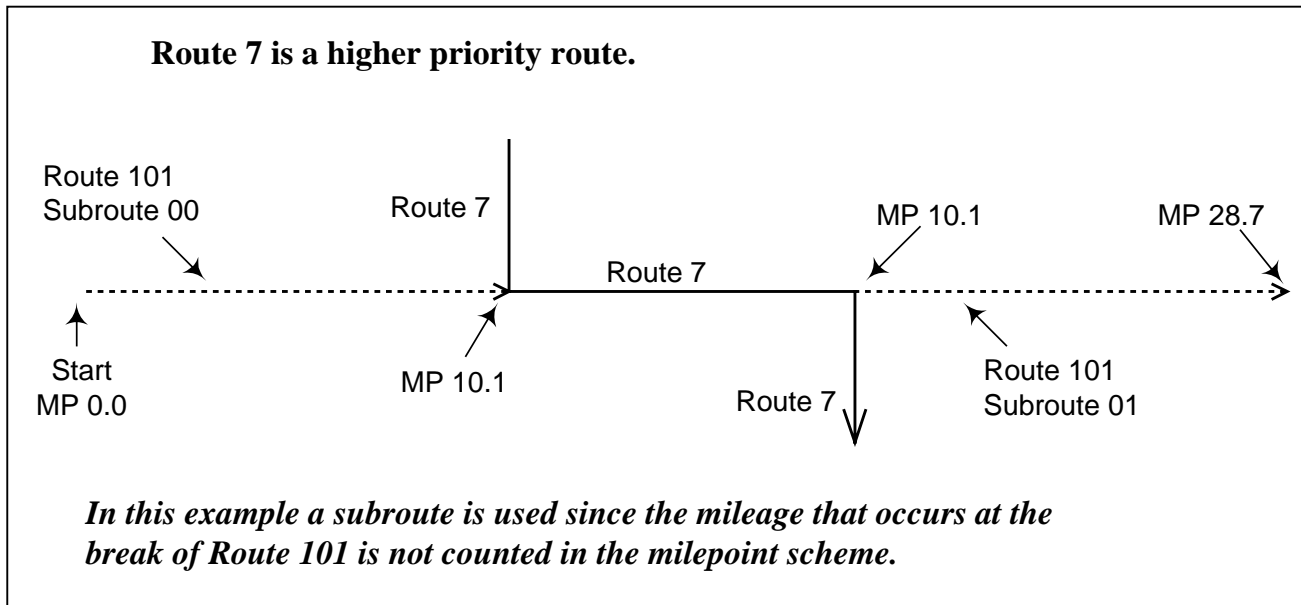 Route 7 is a higher priority route.
Route 101
Subroute 00
Route 7
MP 10.1
MP 28.7
Route 7
Start
MP 0.0
MP 10.1
Route 7
Route 101
Subroute 01
In this example a subroute is used since the mileage that occurs at the
break of Route 101 is not counted in the milepoint scheme.